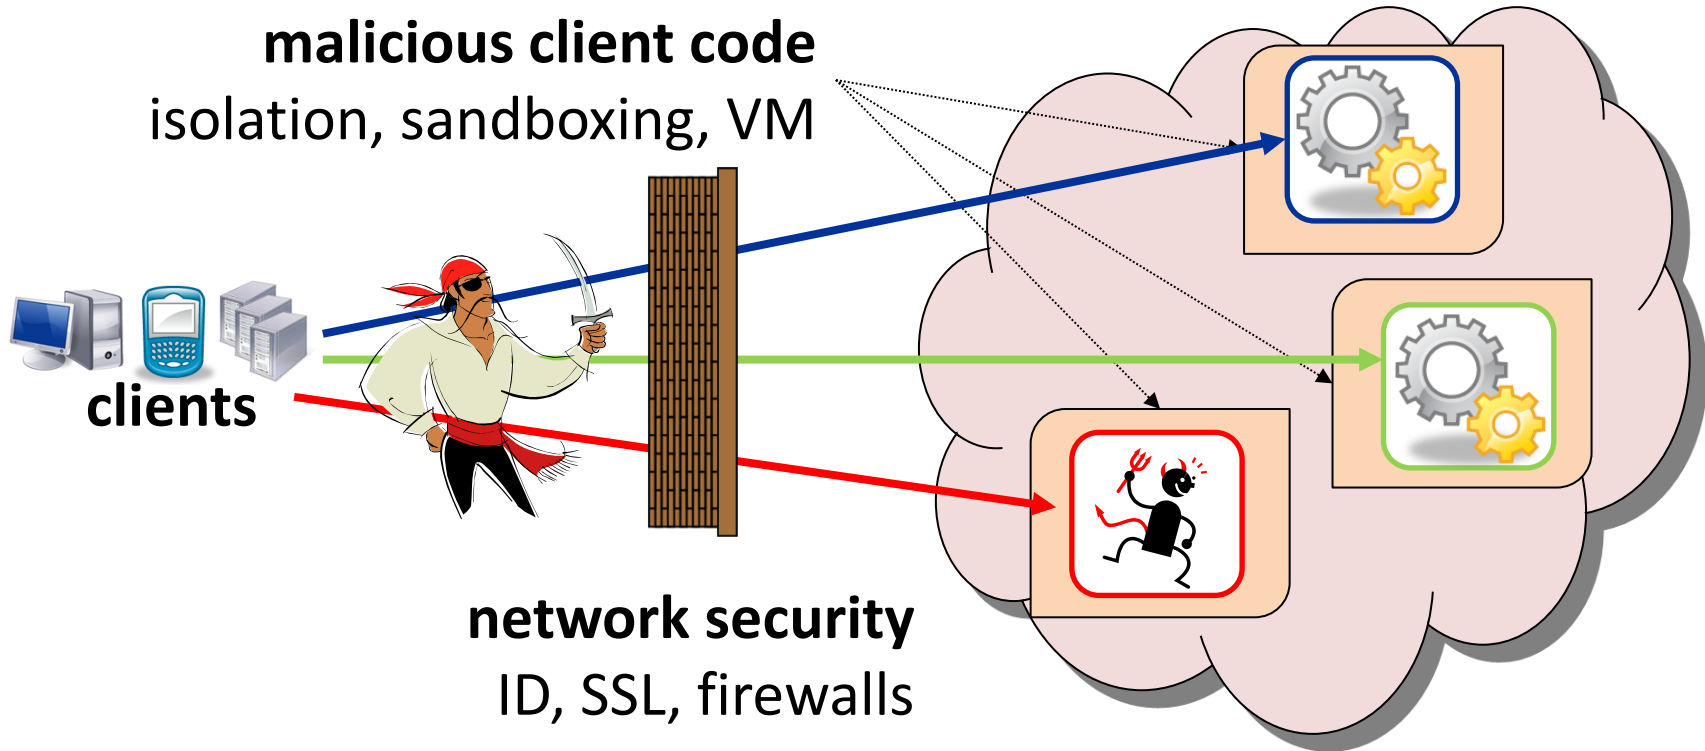 malicious client code
isolation, sandboxing, VM
clients
network security
ID, SSL, firewalls